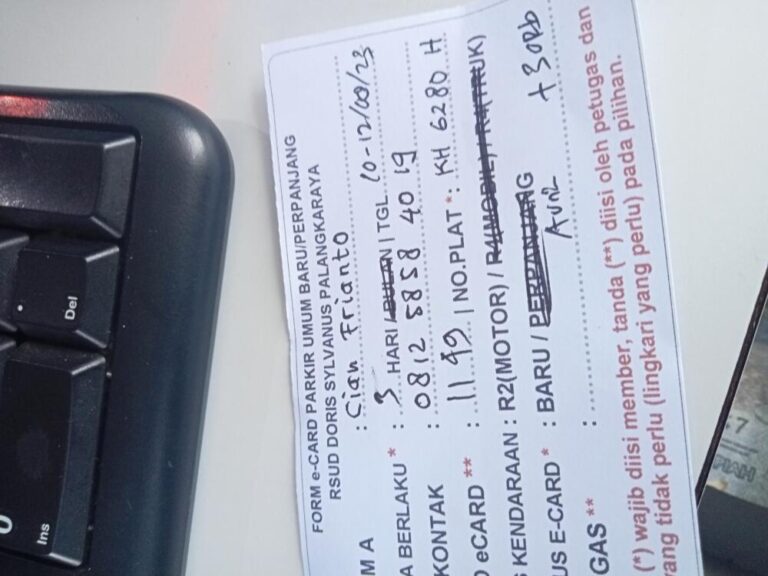 FORM e-CARD PARKIR UMUM BARU/PERPANJANG
RSUD DORIS SYLVANUS PALANGKARAYA
M A : Cian Frianto
A BERLAKU * : 3 HARI / BULAN | TGL 10-12/09/23
KONTAK : 0812 5858 4019
eCARD ** : 1199 | NO.PLAT *: KH 6280 H
KENDARAAN : R2(MOTOR) / R4(MOBIL) / R4(TRUK)
US E-CARD * : BARU / PERPANJANG + 30Rb
GAS ** :
(*) wajib diisi member, tanda (**) diisi oleh petugas dan
yang tidak perlu (lingkari yang perlu) pada pilihan.
Del
0
Ins